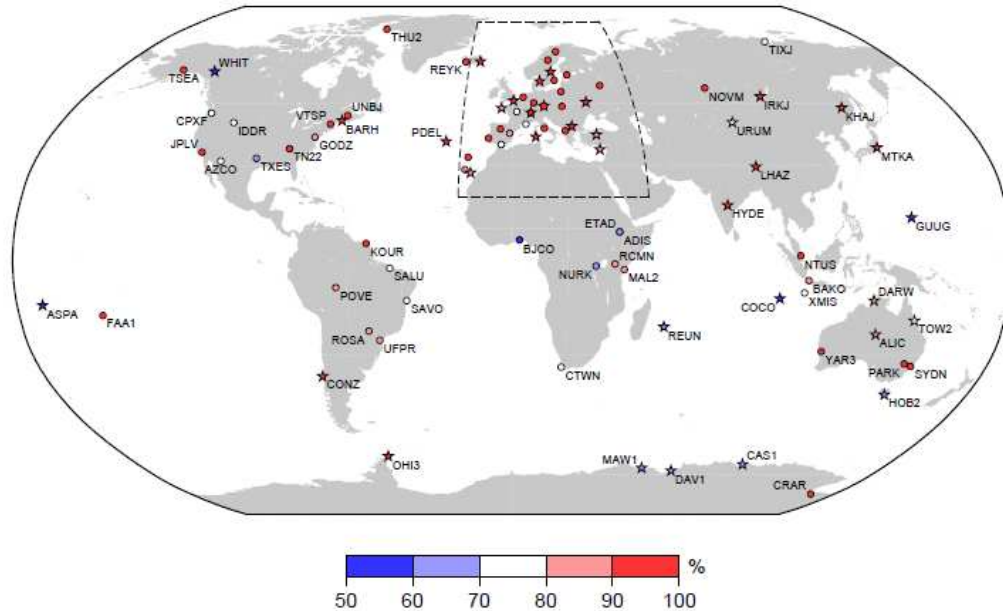 THU2
TIXJ
REYK
WHIT
TSEA
NOVM
IRKJ
UNBJ
VTSP
CPXF
KHAJ
IDDR
URUM
BARH
PDEL
GODZ
JPLV
TN22
MTKA
AZCO
TXES
LHAZ
HYDE
GUUG
ETAD
ADIS
BJCO
KOUR
RCMN
NTUS
SALU
NURK
MAL2
BAKO
POVE
DARW
XMIS
SAVO
COCO
ASPA
FAA1
TOW2
REUN
ROSA
ALIC
UFPR
YAR3
CTWN
PARK
SYDN
CONZ
HOB2
OHI3
MAW1
CAS1
DAV1
CRAR
%
50 60 70 80 90 100